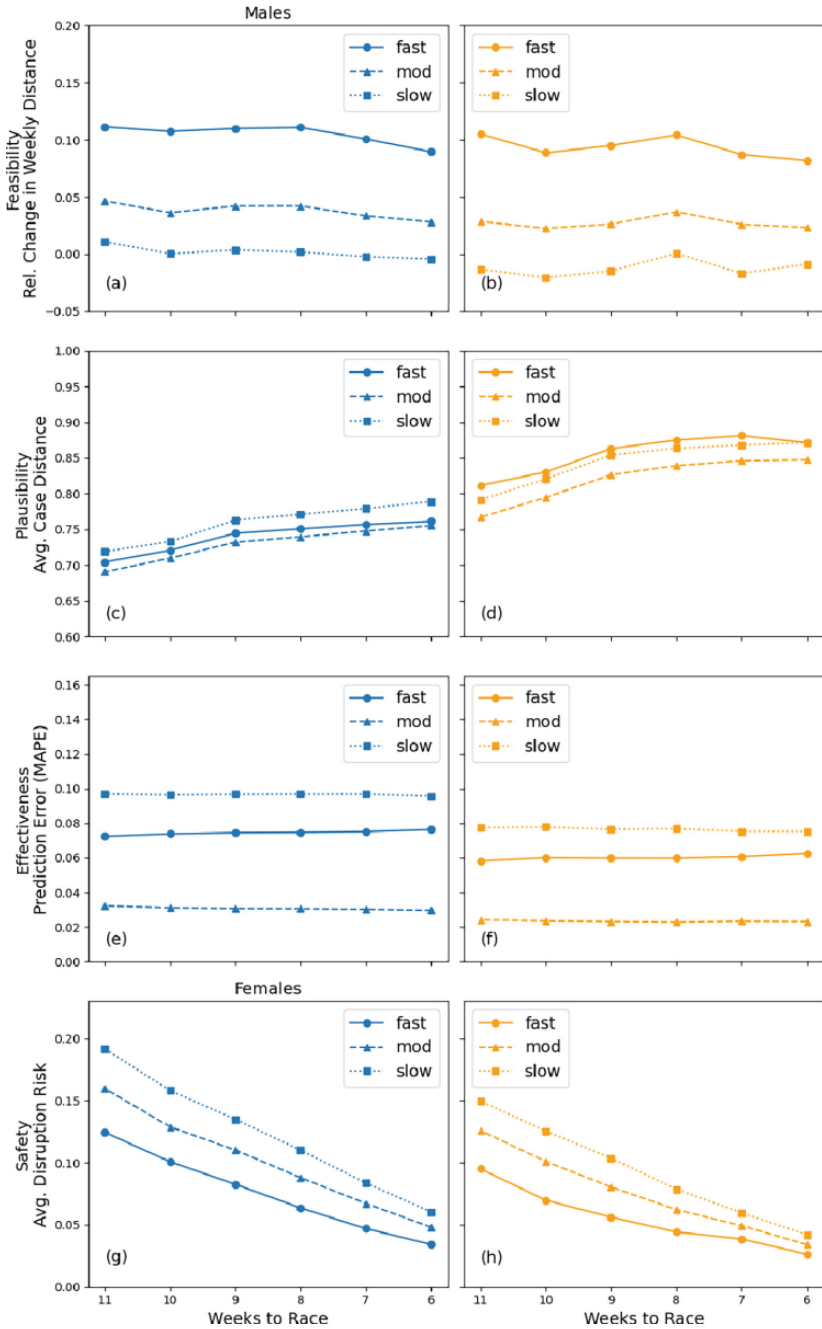 Males
0.20
0.15
0.10
0.05
0.00
−0.05
Feasibility
Rel. Change in Weekly Distance
fast
mod
slow
(a)
fast
mod
slow
(b)
1.00
0.95
0.90
0.85
0.80
0.75
0.70
0.65
0.60
Plausibility
Avg. Case Distance
fast
mod
slow
(c)
fast
mod
slow
(d)
0.16
0.14
0.12
0.10
0.08
0.06
0.04
0.02
0.00
Effectiveness
Prediction Error (MAPE)
fast
mod
slow
(e)
fast
mod
slow
(f)
Females
0.20
0.15
0.10
0.05
0.00
Safety
Avg. Disruption Risk
fast
mod
slow
(g)
fast
mod
slow
(h)
11 10 9 8 7 6
Weeks to Race
11 10 9 8 7 6
Weeks to Race